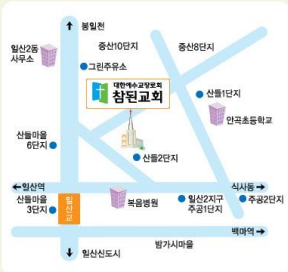 봉일천
일산2동
사무소
중산10단지
중산8단지
그린주유소
대한예수교장로회
참된교회
산들1단지
안곡초등학교
산들마을
6단지
산들2단지
일산역
식사동
산들마을
3단지
복음병원
일산2지구
주공1단지
주공2단지
백마역
밤가시마을
일산신도시